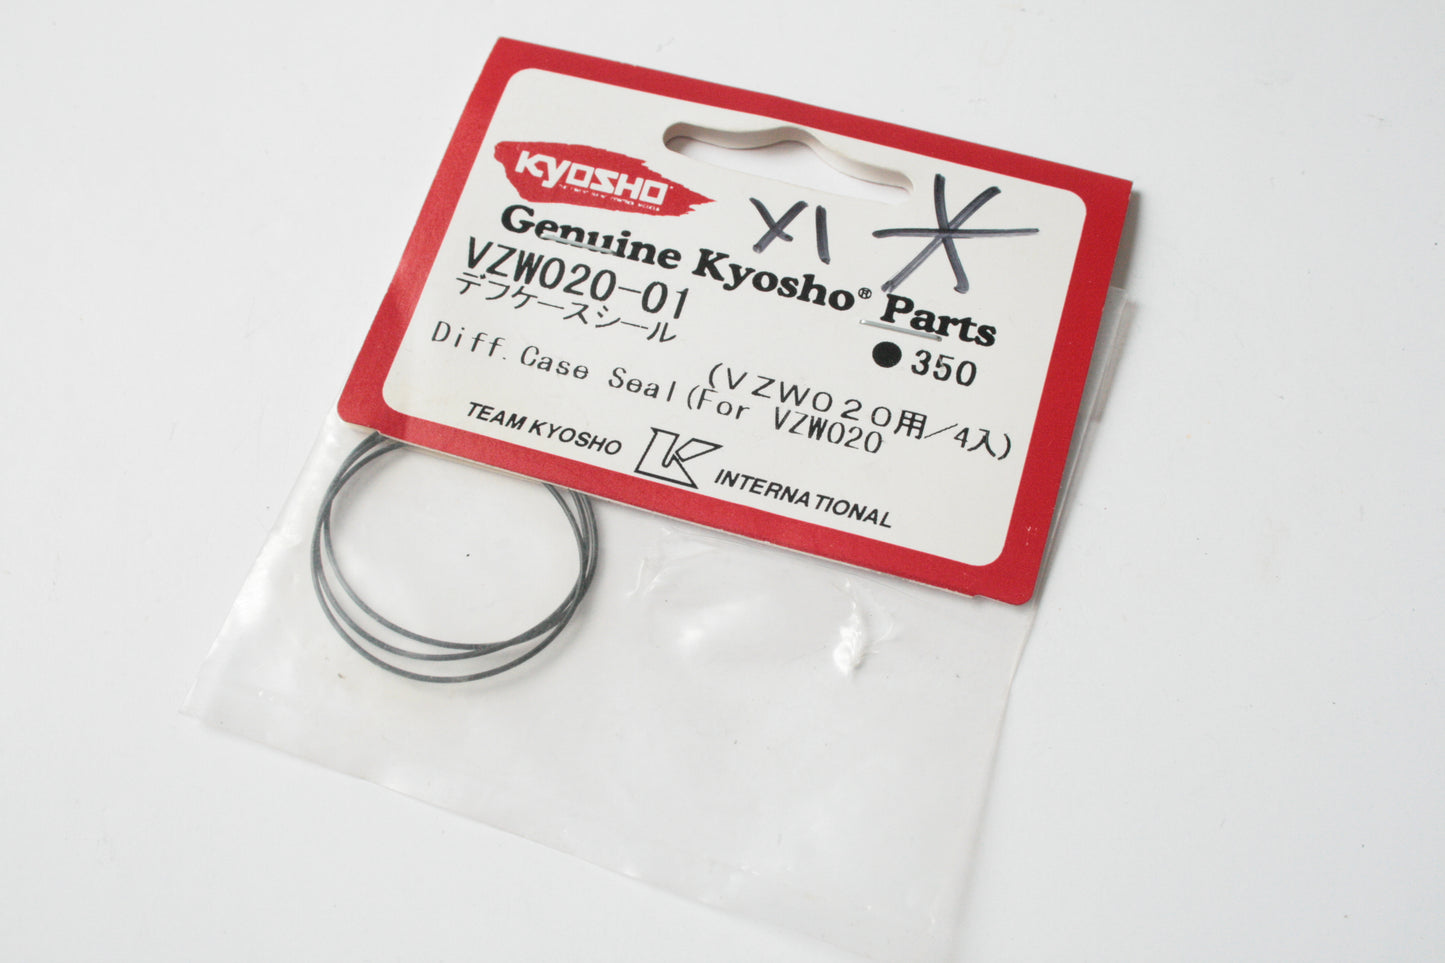 KYOSHO
X1 *
Genuine Kyosho® Parts
VZW020-01
デフケースシール
●350
(VZW020用/4入)
Diff. Case Seal (For VZW020
TEAM KYOSHO K INTERNATIONAL